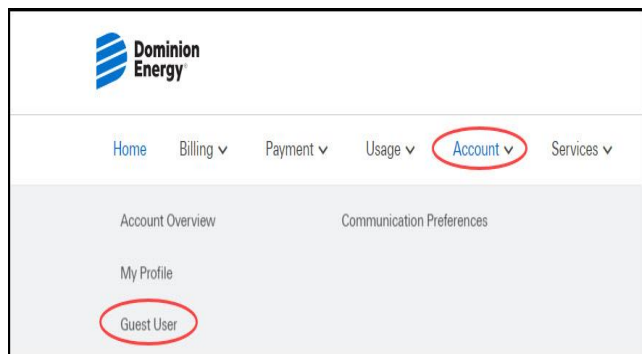 Dominion
Energy®
Home Billing Payment Usage Account Services
Account Overview Communication Preferences
My Profile
Guest User